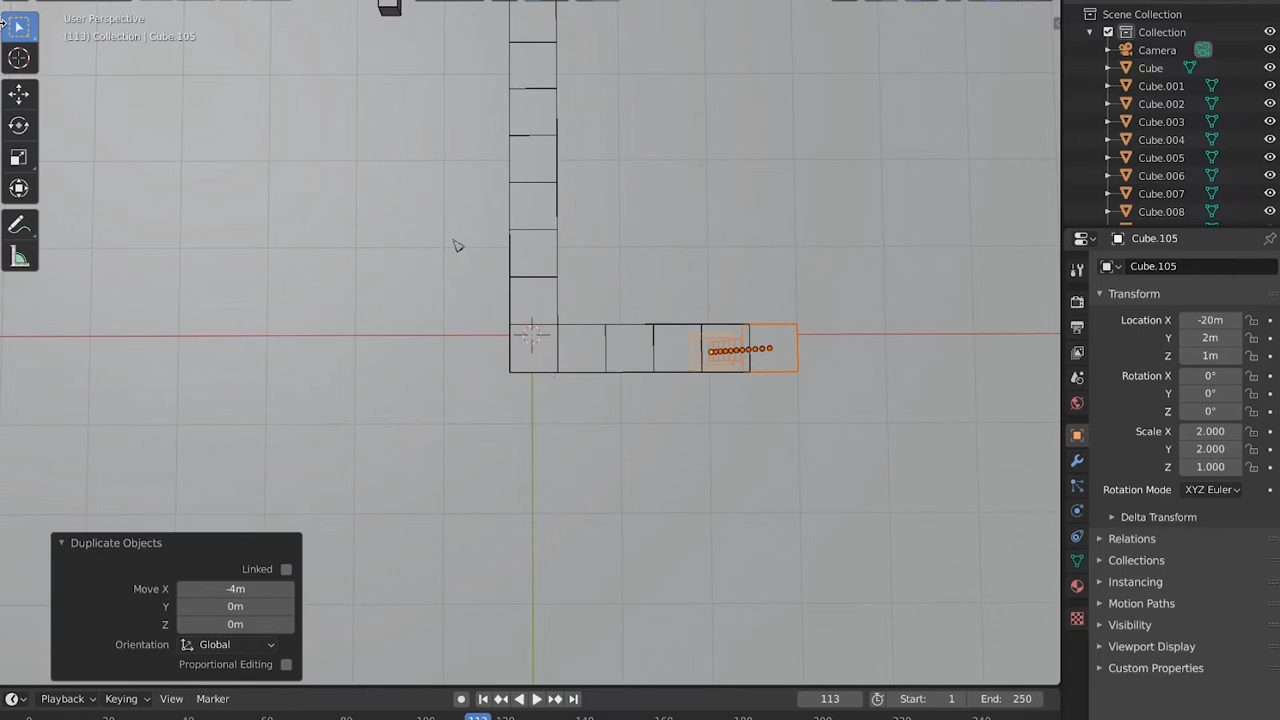 User Perspective
(113) Collection | Cube.105
Scene Collection
Collection
Camera
Cube
Cube.001
Cube.002
Cube.003
Cube.004
Cube.005
Cube.006
Cube.007
Cube.008
Cube.105
Cube.105
Transform
Location X -20m
Y 2m
Z 1m
Rotation X 0°
Y 0°
Z 0°
Scale X 2.000
Y 2.000
Z 1.000
Rotation Mode XYZ Euler
Delta Transform
Relations
Collections
Instancing
Motion Paths
Visibility
Viewport Display
Custom Properties
Duplicate Objects
Linked
Move X -4m
Y 0m
Z 0m
Orientation Global
Proportional Editing
Playback Keying View Marker 113 Start: 1 End: 250